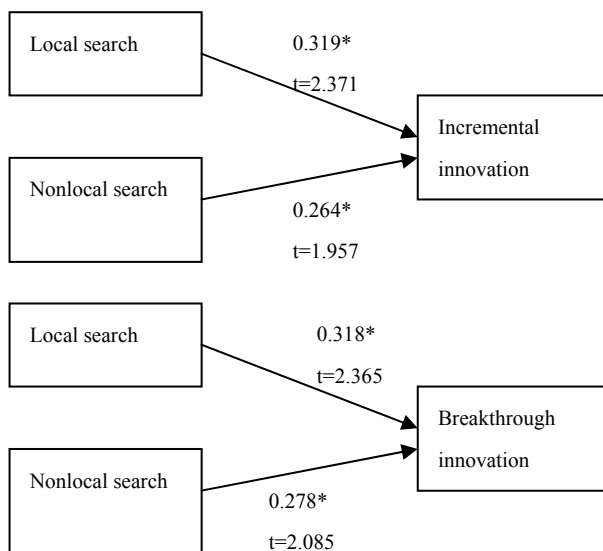 Local search
0.319*
t=2.371
Incremental
innovation
Nonlocal search
0.264*
t=1.957
Local search
0.318*
t=2.365
Breakthrough
innovation
Nonlocal search
0.278*
t=2.085